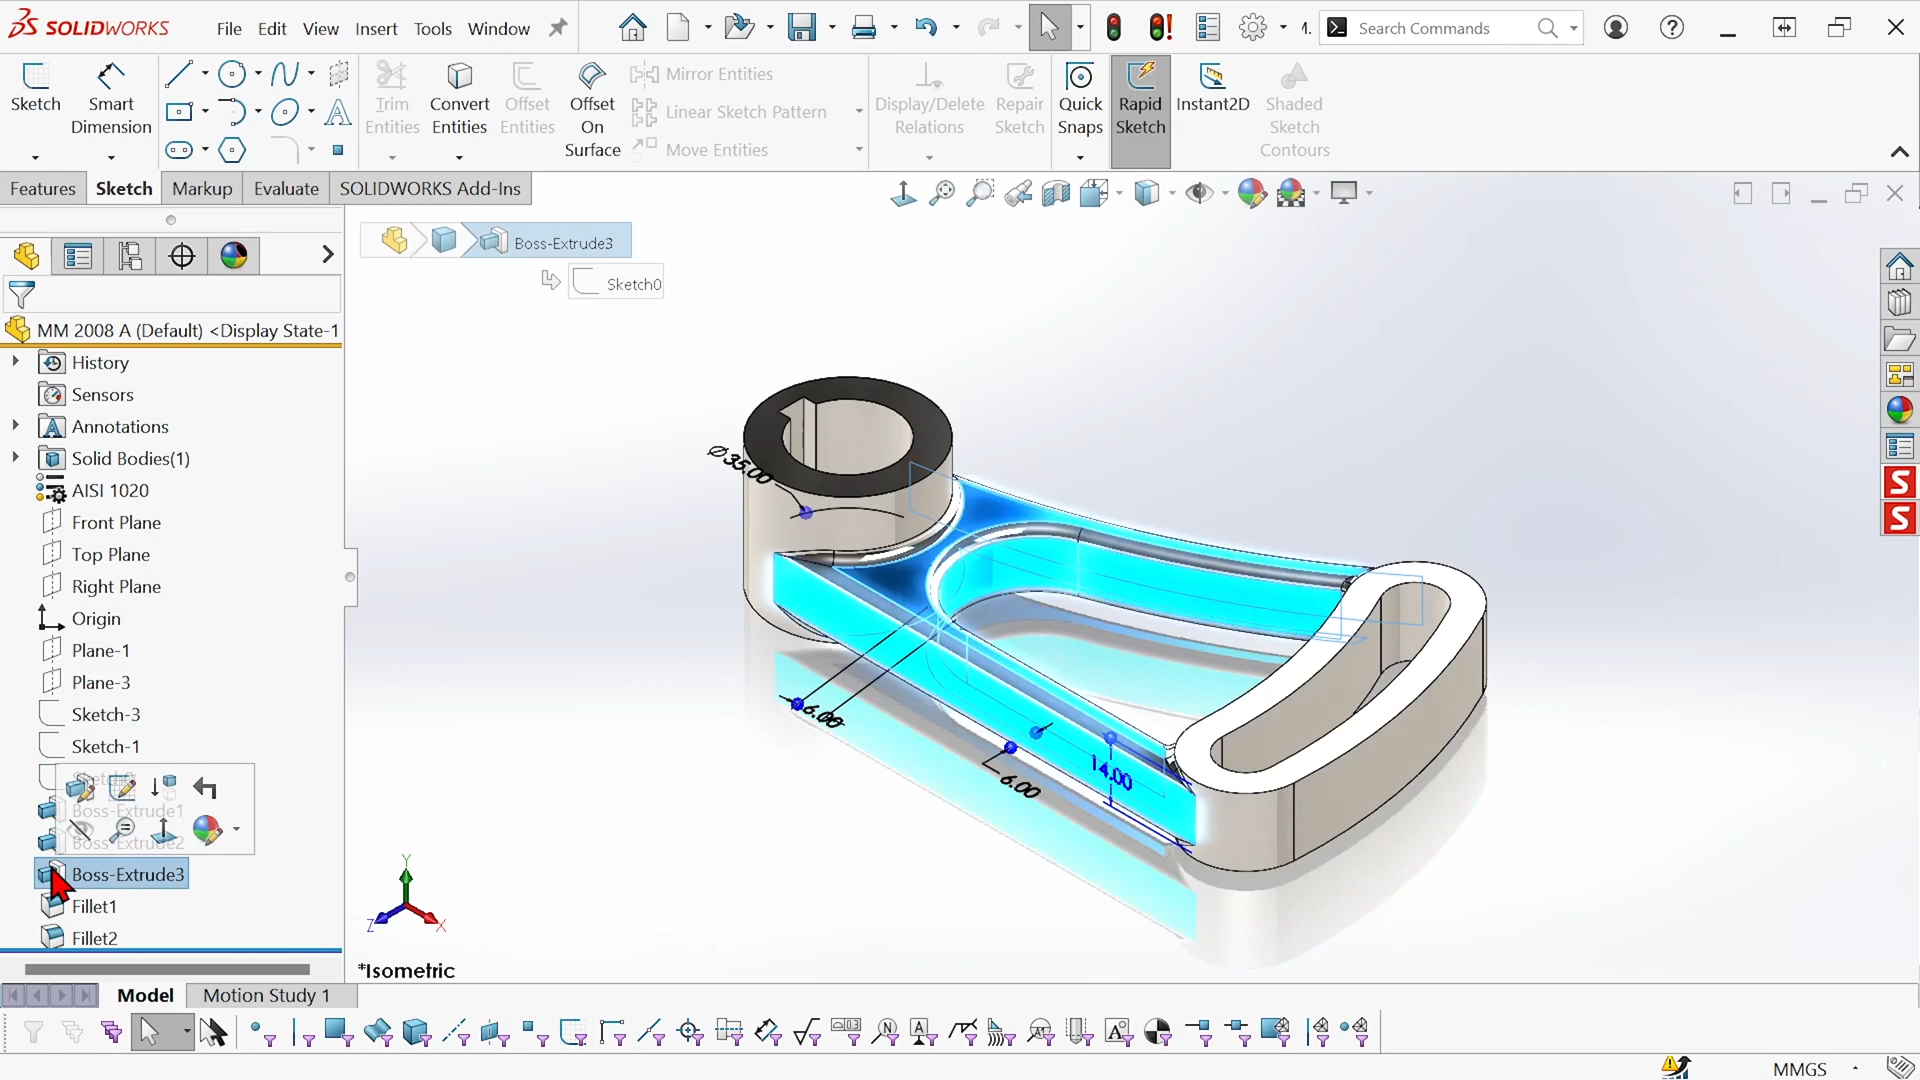 SOLIDWORKS File Edit View Insert Tools Window
Search Commands
Sketch
Smart
Dimension
Trim
Entities
Convert
Entities
Offset
Entities
Offset
On
Surface
Mirror Entities
Linear Sketch Pattern
Move Entities
Display/Delete
Relations
Repair
Sketch
Quick
Snaps
Rapid
Sketch
Instant2D
Shaded
Sketch
Contours
Features Sketch Markup Evaluate SOLIDWORKS Add-Ins
Boss-Extrude3
Sketch0
MM 2008 A (Default) <Display State-1
History
Sensors
Annotations
Solid Bodies(1)
AISI 1020
Front Plane
Top Plane
Right Plane
Origin
Plane-1
Plane-3
Sketch-3
Sketch-1
Boss-Extrude1
Boss-Extrude2
Boss-Extrude3
Fillet1
Fillet2
Ø35.00
6.00
6.00
14.00
Y
Z
X
*Isometric
Model Motion Study 1
MMGS